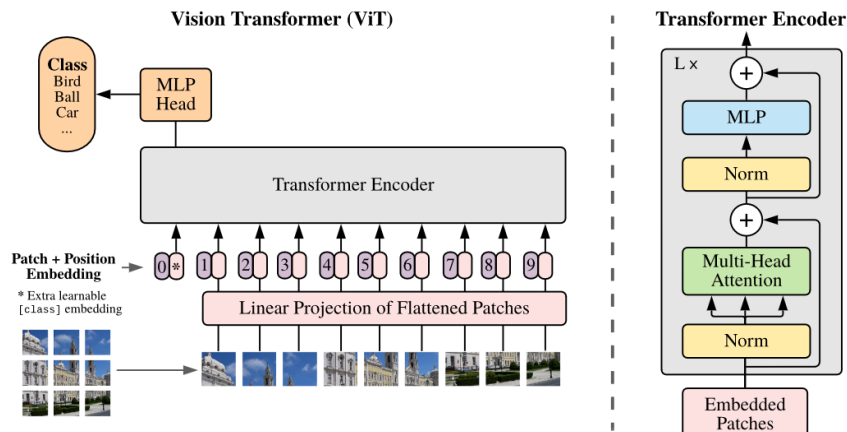 Vision Transformer (ViT)
Class
Bird
Ball
Car
...
MLP
Head
Transformer Encoder
Patch + Position
Embedding
0 * 1 2 3 4 5 6 7 8 9
* Extra learnable
[class] embedding
Linear Projection of Flattened Patches
Transformer Encoder
L ×
+
MLP
Norm
+
Multi-Head
Attention
Norm
Embedded
Patches